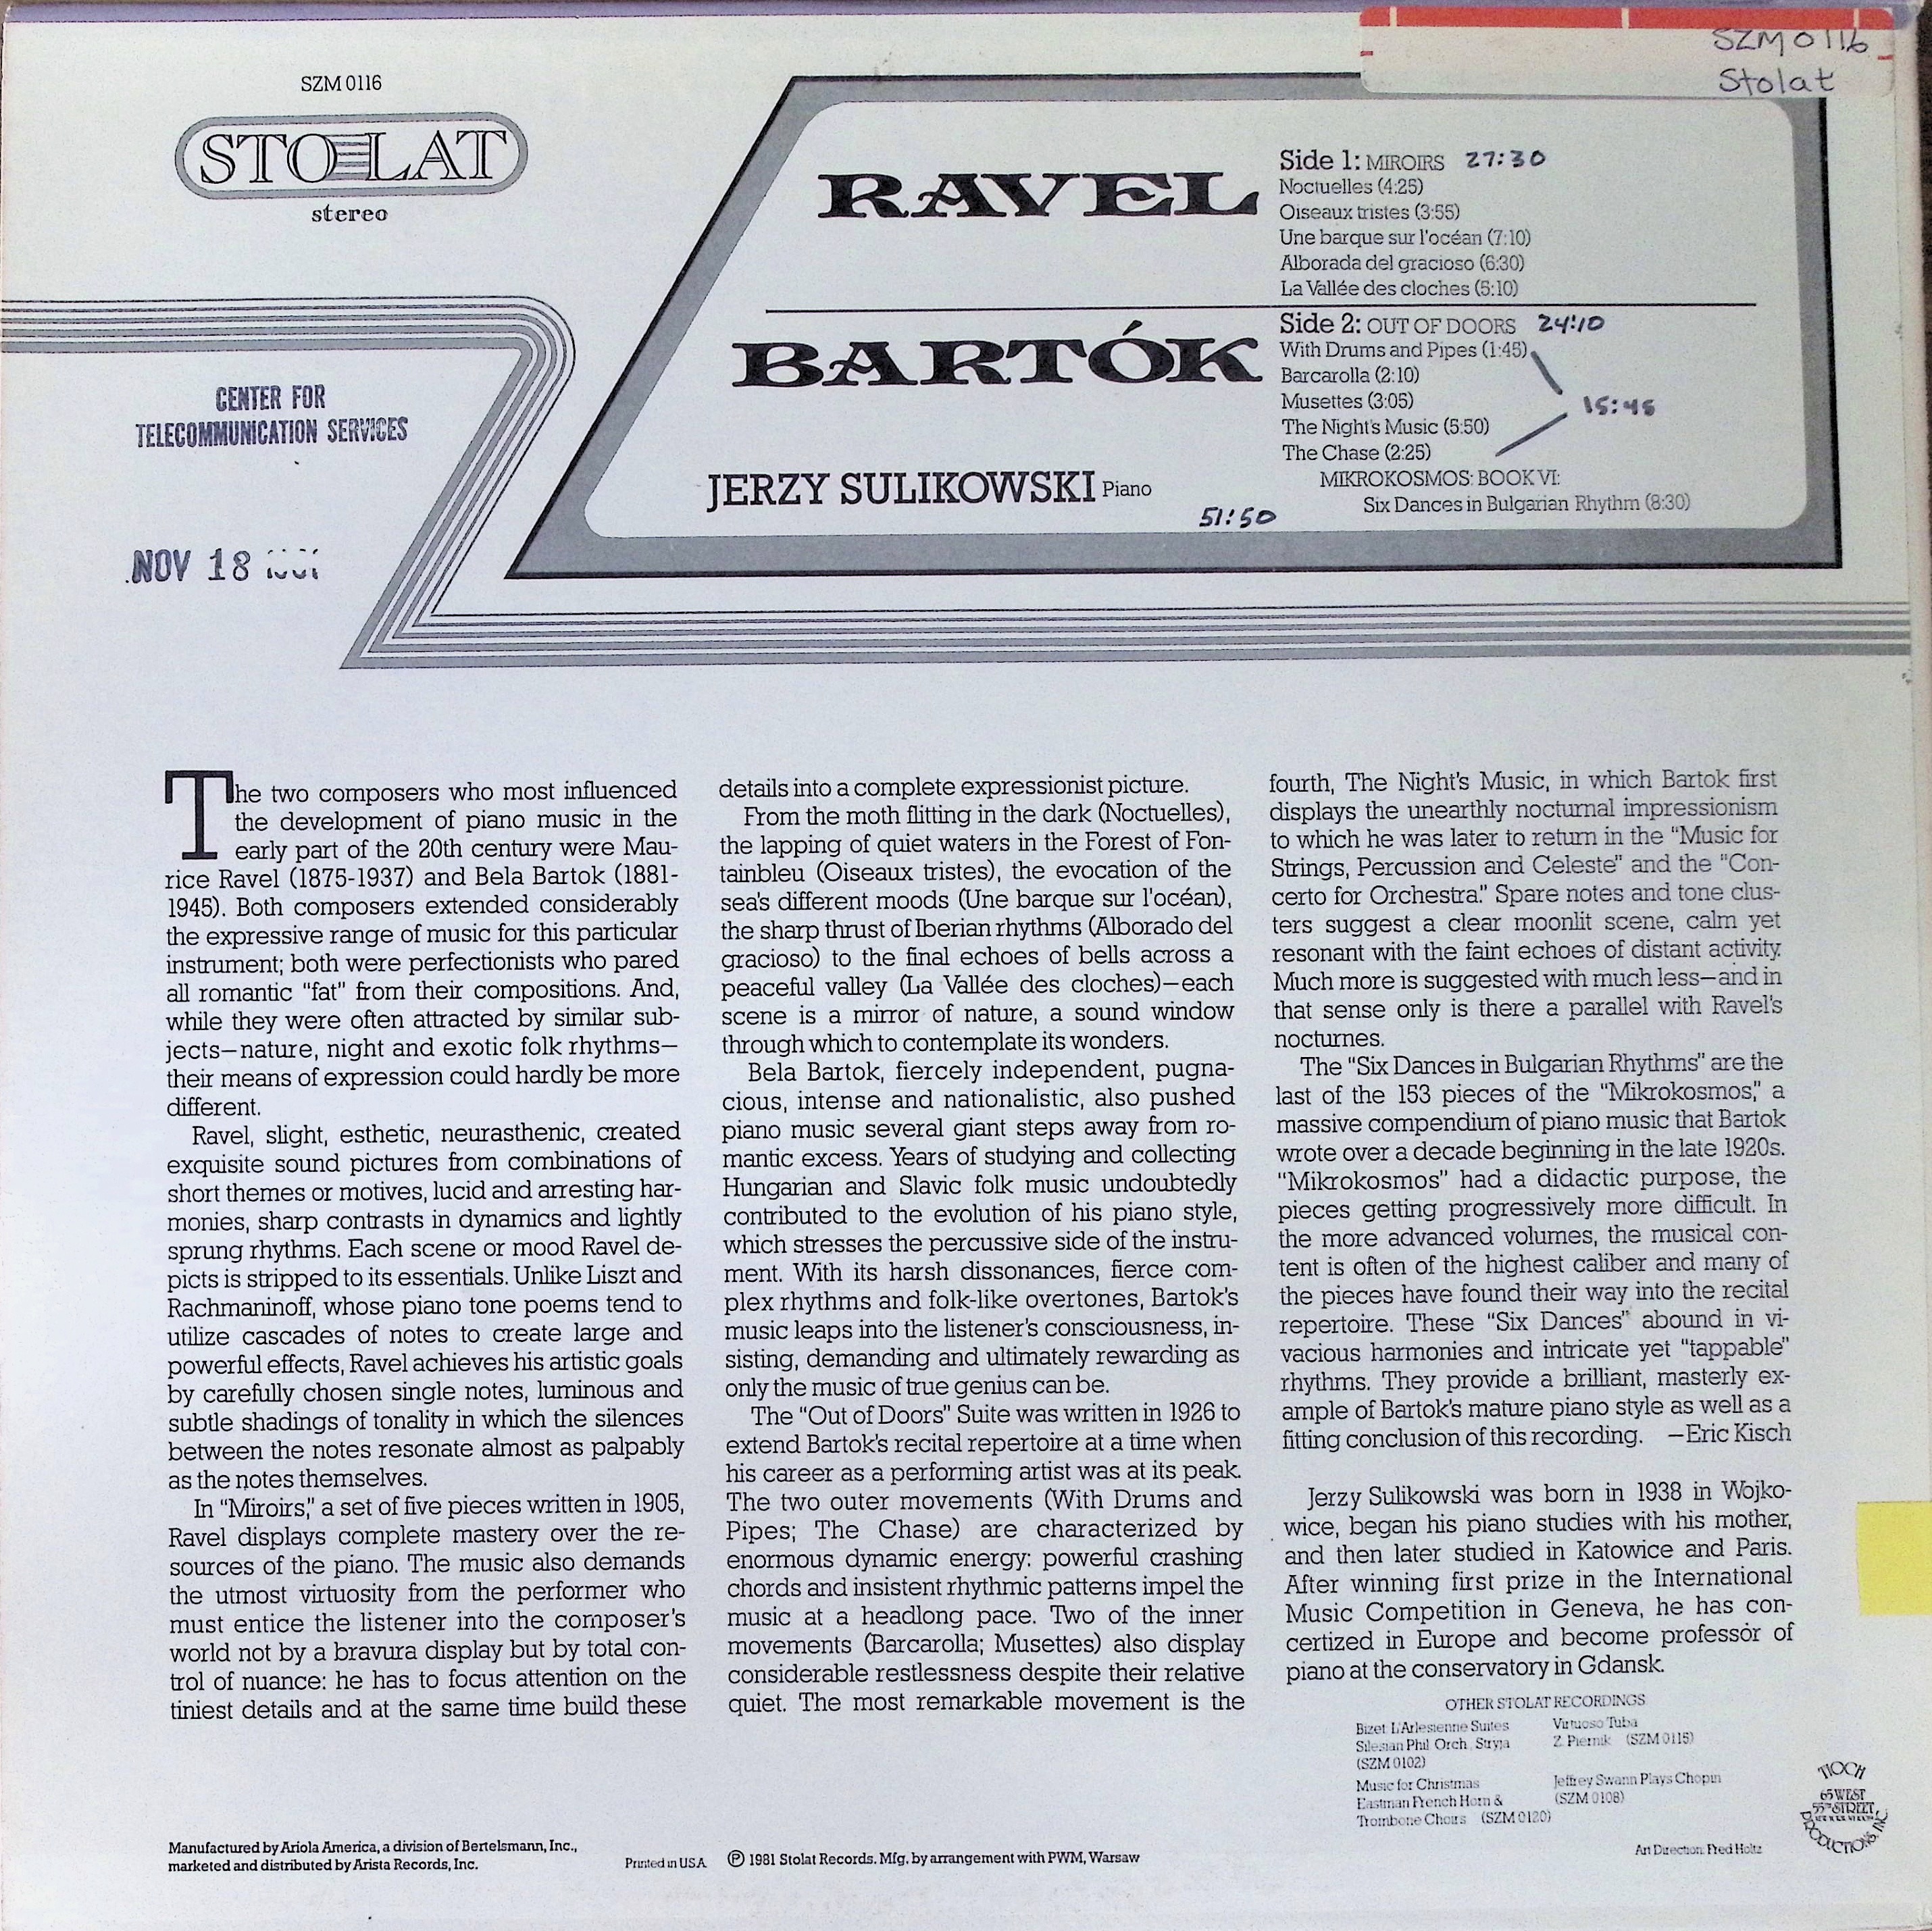 SZM 0116
Stolat
SZM 0116
STOLAT
stereo
CENTER FOR
TELECOMMUNICATION SERVICES
NOV 18
RAVEL
Side 1: MIROIRS 27:30
Noctuelles (4:25)
Oiseaux tristes (3:55)
Une barque sur l'océan (7:10)
Alborada del gracioso (6:30)
La Vallée des cloches (5:10)
BARTÓK
Side 2: OUT OF DOORS 24:10
With Drums and Pipes (1:45)
Barcarolla (2:10)
Musettes (3:05)
15:45
The Night's Music (5:50)
The Chase (2:25)
MIKROKOSMOS: BOOK VI:
Six Dances in Bulgarian Rhythm (8:30)
JERZY SULIKOWSKI Piano
51:50
The two composers who most influenced
the development of piano music in the
early part of the 20th century were Mau-
rice Ravel (1875-1937) and Bela Bartok (1881-
1945). Both composers extended considerably
the expressive range of music for this particular
instrument; both were perfectionists who pared
all romantic "fat" from their compositions. And,
while they were often attracted by similar sub-
jects—nature, night and exotic folk rhythms—
their means of expression could hardly be more
different.
Ravel, slight, esthetic, neurasthenic, created
exquisite sound pictures from combinations of
short themes or motives, lucid and arresting har-
monies, sharp contrasts in dynamics and lightly
sprung rhythms. Each scene or mood Ravel de-
picts is stripped to its essentials. Unlike Liszt and
Rachmaninoff, whose piano tone poems tend to
utilize cascades of notes to create large and
powerful effects, Ravel achieves his artistic goals
by carefully chosen single notes, luminous and
subtle shadings of tonality in which the silences
between the notes resonate almost as palpably
as the notes themselves.
In "Miroirs," a set of five pieces written in 1905,
Ravel displays complete mastery over the re-
sources of the piano. The music also demands
the utmost virtuosity from the performer who
must entice the listener into the composer's
world not by a bravura display but by total con-
trol of nuance: he has to focus attention on the
tiniest details and at the same time build these
details into a complete expressionist picture.
From the moth flitting in the dark (Noctuelles),
the lapping of quiet waters in the Forest of Fon-
tainbleu (Oiseaux tristes), the evocation of the
sea's different moods (Une barque sur l'océan),
the sharp thrust of Iberian rhythms (Alborado del
gracioso) to the final echoes of bells across a
peaceful valley (La Vallée des cloches)—each
scene is a mirror of nature, a sound window
through which to contemplate its wonders.
Bela Bartok, fiercely independent, pugna-
cious, intense and nationalistic, also pushed
piano music several giant steps away from ro-
mantic excess. Years of studying and collecting
Hungarian and Slavic folk music undoubtedly
contributed to the evolution of his piano style,
which stresses the percussive side of the instru-
ment. With its harsh dissonances, fierce com-
plex rhythms and folk-like overtones, Bartok's
music leaps into the listener's consciousness, in-
sisting, demanding and ultimately rewarding as
only the music of true genius can be.
The "Out of Doors" Suite was written in 1926 to
extend Bartok's recital repertoire at a time when
his career as a performing artist was at its peak.
The two outer movements (With Drums and
Pipes; The Chase) are characterized by
enormous dynamic energy: powerful crashing
chords and insistent rhythmic patterns impel the
music at a headlong pace. Two of the inner
movements (Barcarolla; Musettes) also display
considerable restlessness despite their relative
quiet. The most remarkable movement is the
fourth, The Night's Music, in which Bartok first
displays the unearthly nocturnal impressionism
to which he was later to return in the "Music for
Strings, Percussion and Celeste" and the "Con-
certo for Orchestra." Spare notes and tone clus-
ters suggest a clear moonlit scene, calm yet
resonant with the faint echoes of distant activity.
Much more is suggested with much less—and in
that sense only is there a parallel with Ravel's
nocturnes.
The "Six Dances in Bulgarian Rhythms" are the
last of the 153 pieces of the "Mikrokosmos," a
massive compendium of piano music that Bartok
wrote over a decade beginning in the late 1920s.
"Mikrokosmos" had a didactic purpose, the
pieces getting progressively more difficult. In
the more advanced volumes, the musical con-
tent is often of the highest caliber and many of
the pieces have found their way into the recital
repertoire. These "Six Dances" abound in vi-
vacious harmonies and intricate yet "tappable"
rhythms. They provide a brilliant, masterly ex-
ample of Bartok's mature piano style as well as a
fitting conclusion of this recording. —Eric Kisch
Jerzy Sulikowski was born in 1938 in Wojko-
wice, began his piano studies with his mother,
and then later studied in Katowice and Paris.
After winning first prize in the International
Music Competition in Geneva, he has con-
certized in Europe and become professor of
piano at the conservatory in Gdansk.
OTHER STOLAT RECORDINGS
Bizet: L'Arlesienne Suites
Silesian Phil. Orch. Stryja
(SZM 0102)
Music for Christmas
Eastman French Horn &
Trombone Choirs (SZM 0120)
Virtuoso Tuba
Z. Piernik (SZM 0115)
Jeffrey Swann Plays Chopin
(SZM 0108)
TIOCH
65 WEST
55TH STREET
PRODUCTIONS, INC.
Art Direction: Fred Holtz
Manufactured by Ariola America, a division of Bertelsmann, Inc.,
marketed and distributed by Arista Records, Inc.
Printed in U.S.A.
Ⓟ 1981 Stolat Records. Mfg. by arrangement with PWM, Warsaw